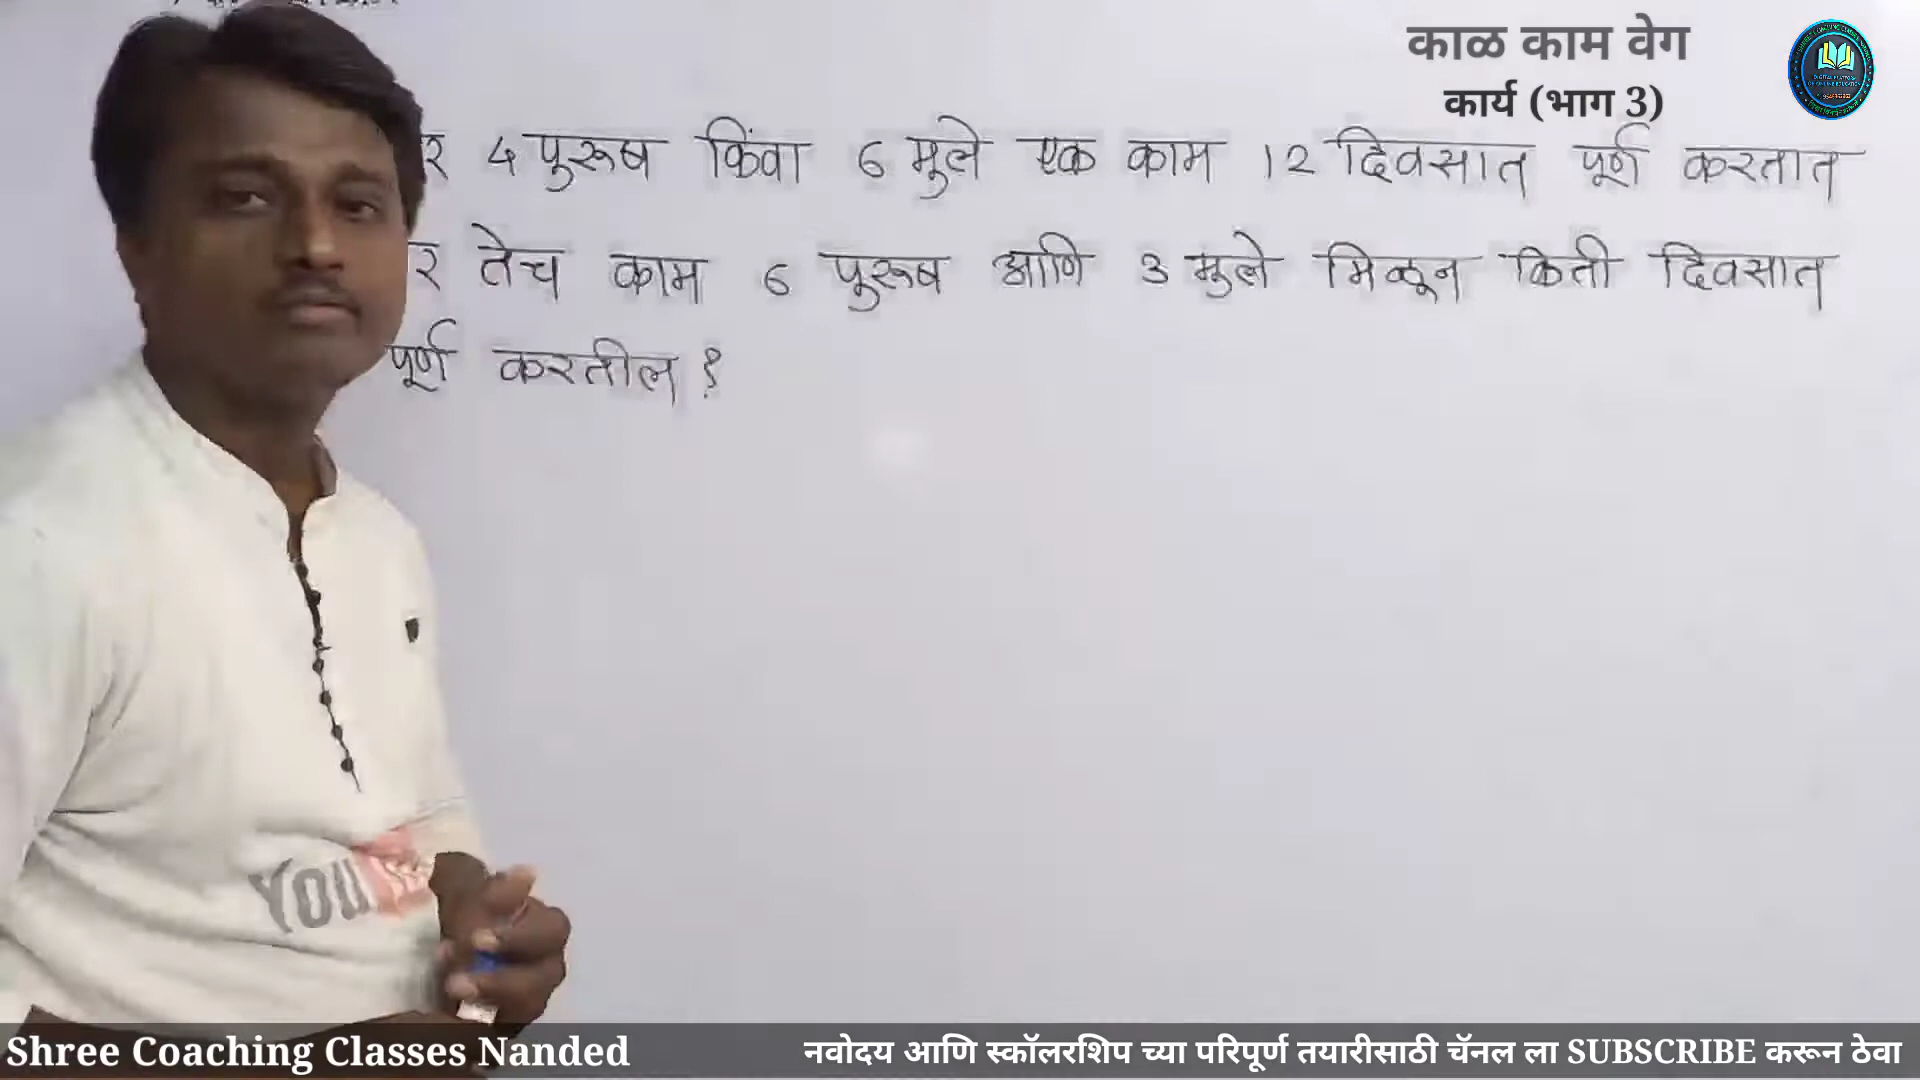 काळ काम वेग
कार्य (भाग 3)
4 पुरूष किंवा 6 मुले एक काम 12 दिवसात पूर्ण करतात
तेच काम 6 पुरूष आणि 3 मुले मिळून किती दिवसात
पूर्ण करतील ?
Shree Coaching Classes Nanded
नवोदय आणि स्कॉलरशिप च्या परिपूर्ण तयारीसाठी चॅनल ला SUBSCRIBE करून ठेवा